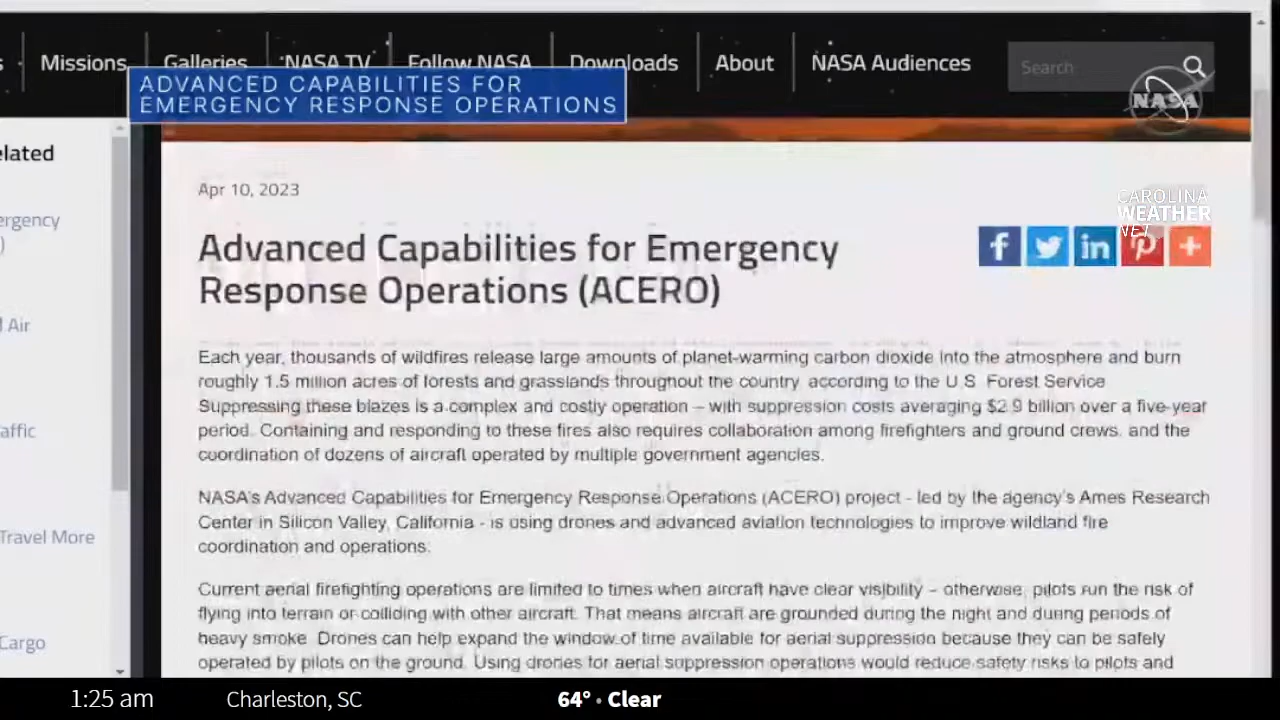 Missions
Galleries
NASA TV
Follow NASA
Downloads
About
NASA Audiences
Search
NASA
ADVANCED CAPABILITIES FOR
EMERGENCY RESPONSE OPERATIONS
elated
ergency
)
l Air
affic
Travel More
Cargo
Apr 10, 2023
CAROLINA
WEATHER
NET
Advanced Capabilities for Emergency
Response Operations (ACERO)
Each year, thousands of wildfires release large amounts of planet-warming carbon dioxide into the atmosphere and burn
roughly 1.5 million acres of forests and grasslands throughout the country, according to the U.S. Forest Service.
Suppressing these blazes is a complex and costly operation – with suppression costs averaging $2.9 billion over a five-year
period. Containing and responding to these fires also requires collaboration among firefighters and ground crews, and the
coordination of dozens of aircraft operated by multiple government agencies.
NASA's Advanced Capabilities for Emergency Response Operations (ACERO) project - led by the agency's Ames Research
Center in Silicon Valley, California - is using drones and advanced aviation technologies to improve wildland fire
coordination and operations.
Current aerial firefighting operations are limited to times when aircraft have clear visibility – otherwise, pilots run the risk of
flying into terrain or colliding with other aircraft. That means aircraft are grounded during the night and during periods of
heavy smoke. Drones can help expand the window of time available for aerial suppression because they can be safely
operated by pilots on the ground. Using drones for aerial suppression operations would reduce safety risks to pilots and
1:25 am
Charleston, SC
64° • Clear